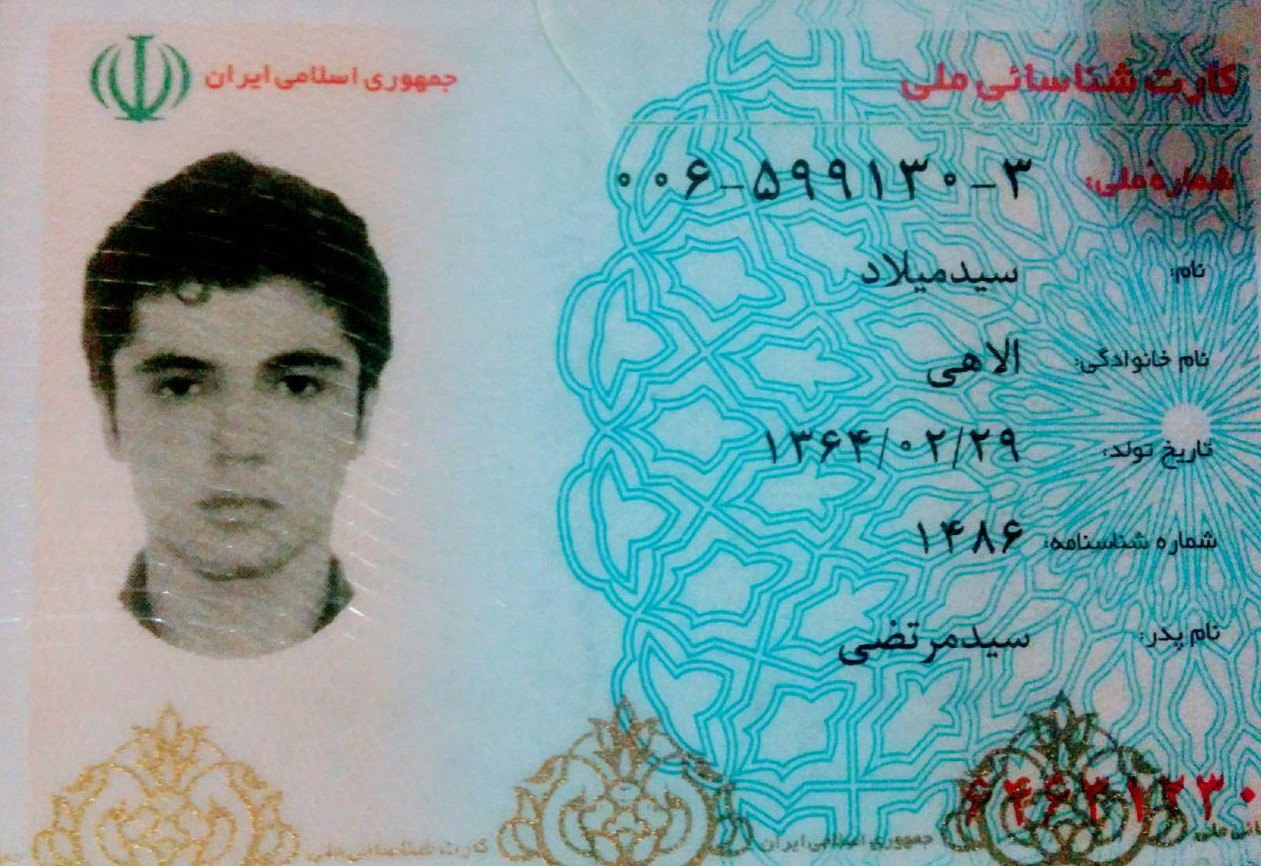 جمهوری اسلامی ایران
کارت شناسائی ملی
شماره ملی: ۰۰۶-۵۹۹۱۳۰-۳
نام: سیدمیلاد
نام خانوادگی: الاهی
تاریخ تولد: ۱۳۶۴/۰۲/۲۹
شماره شناسنامه: ۱۴۸۶
نام پدر: سیدمرتضی
کارت شناسائی ملی جمهوری اسلامی ایران